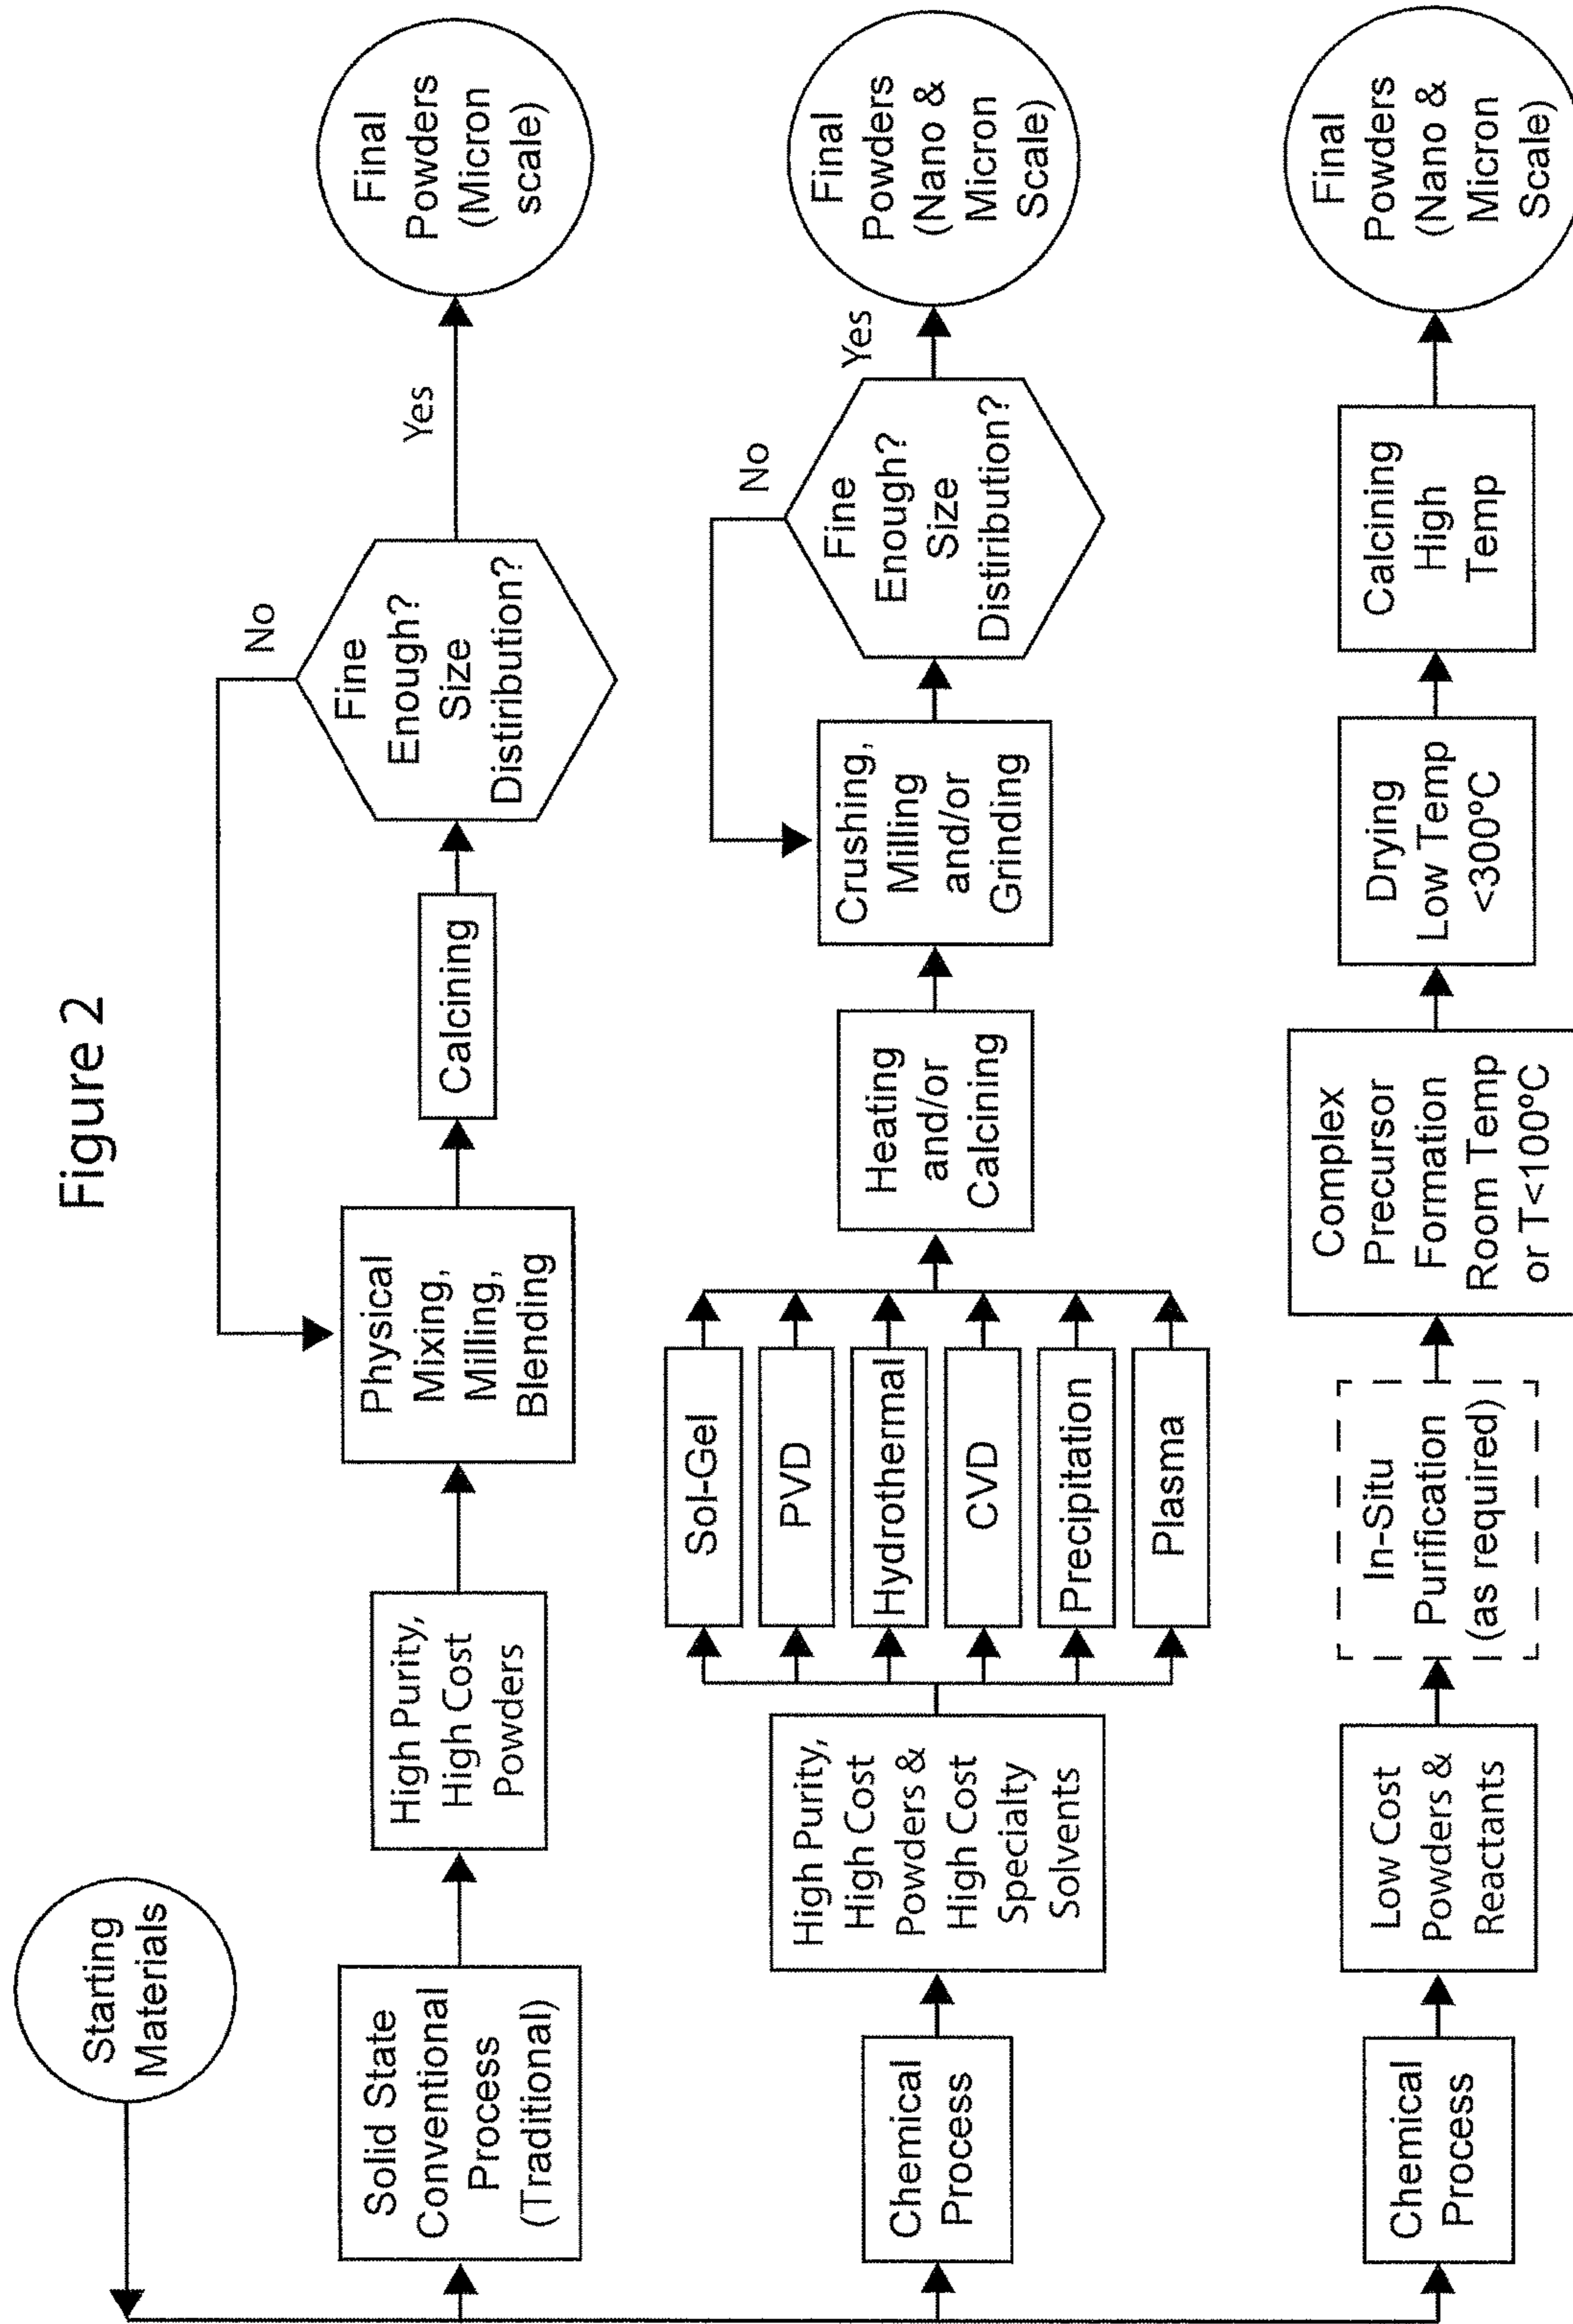 Figure 2
Starting
Materials
Solid State
Conventional
Process
(Traditional)
High Purity,
High Cost
Powders
Physical
Mixing,
Milling,
Blending
Calcining
Fine
Enough?
Size
Distiribution?
No
Yes
Final
Powders
(Micron
scale)
Chemical
Process
High Purity,
High Cost
Powders &
High Cost
Specialty
Solvents
Sol-Gel
PVD
Hydrothermal
CVD
Precipitation
Plasma
Heating
and/or
Calcining
Crushing,
Milling
and/or
Grinding
Fine
Enough?
Size
Distiribution?
No
Yes
Final
Powders
(Nano &
Micron
Scale)
Chemical
Process
Low Cost
Powders &
Reactants
In-Situ
Purification
(as required)
Complex
Precursor
Formation
Room Temp
or T<100ºC
Drying
Low Temp
<300ºC
Calcining
High
Temp
Final
Powders
(Nano &
Micron
Scale)